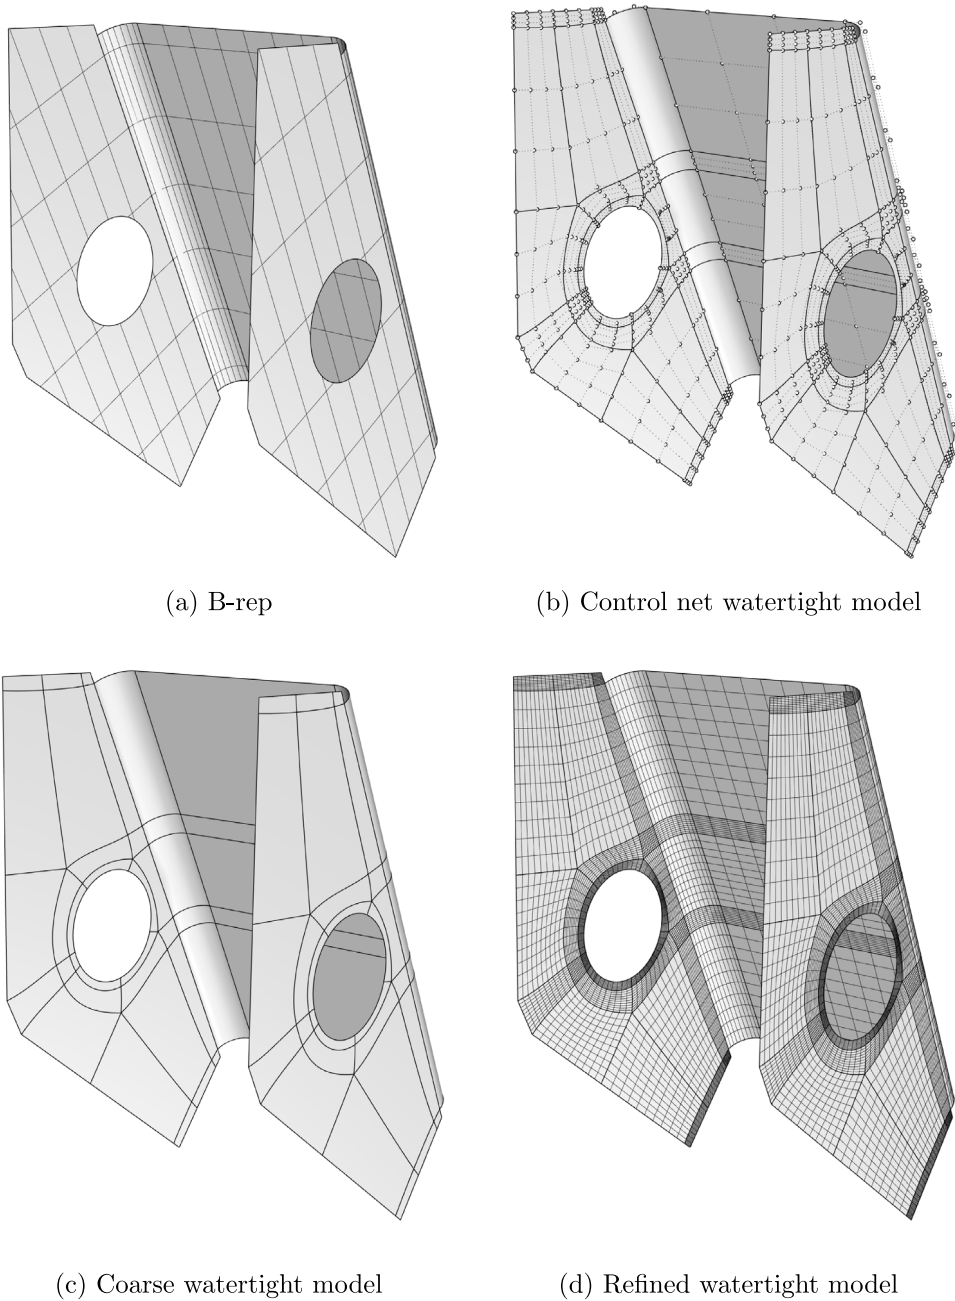 (a) B-rep
(b) Control net watertight model
(c) Coarse watertight model
(d) Refined watertight model